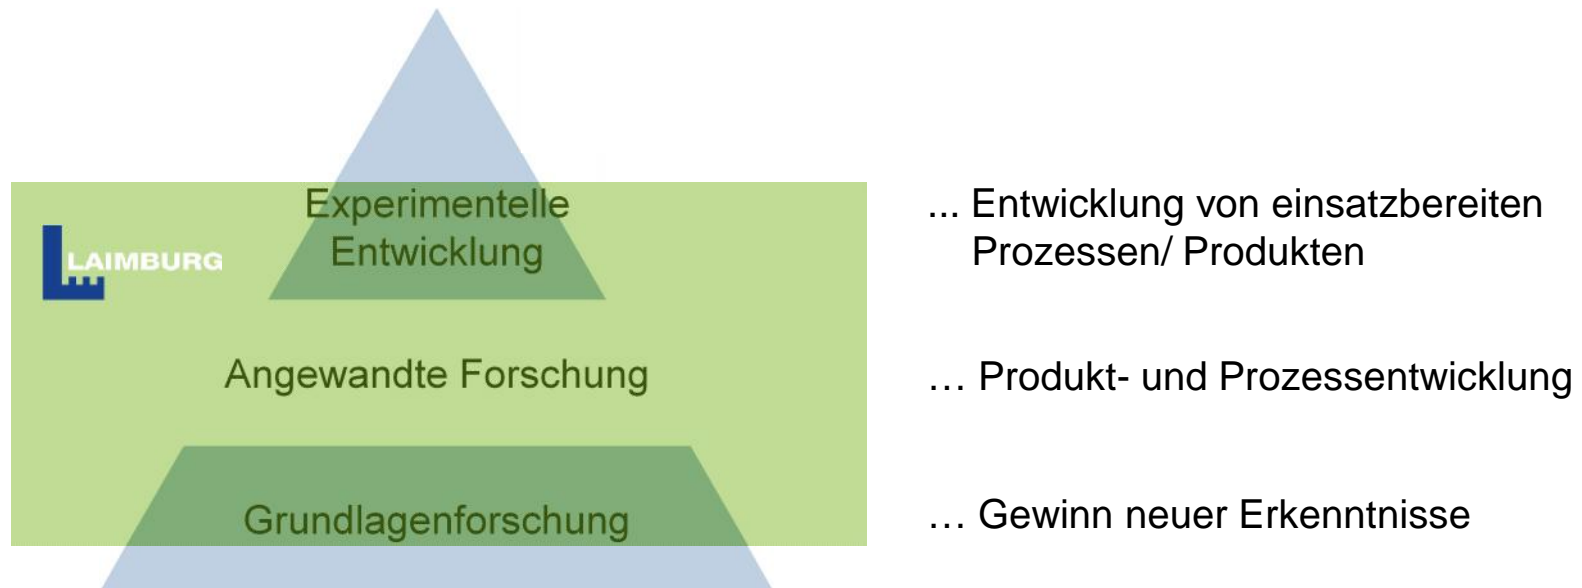 Experimentelle
Entwicklung
... Entwicklung von einsatzbereiten
Prozessen/ Produkten
LAIMBURG
Angewandte Forschung
… Produkt- und Prozessentwicklung
Grundlagenforschung
… Gewinn neuer Erkenntnisse